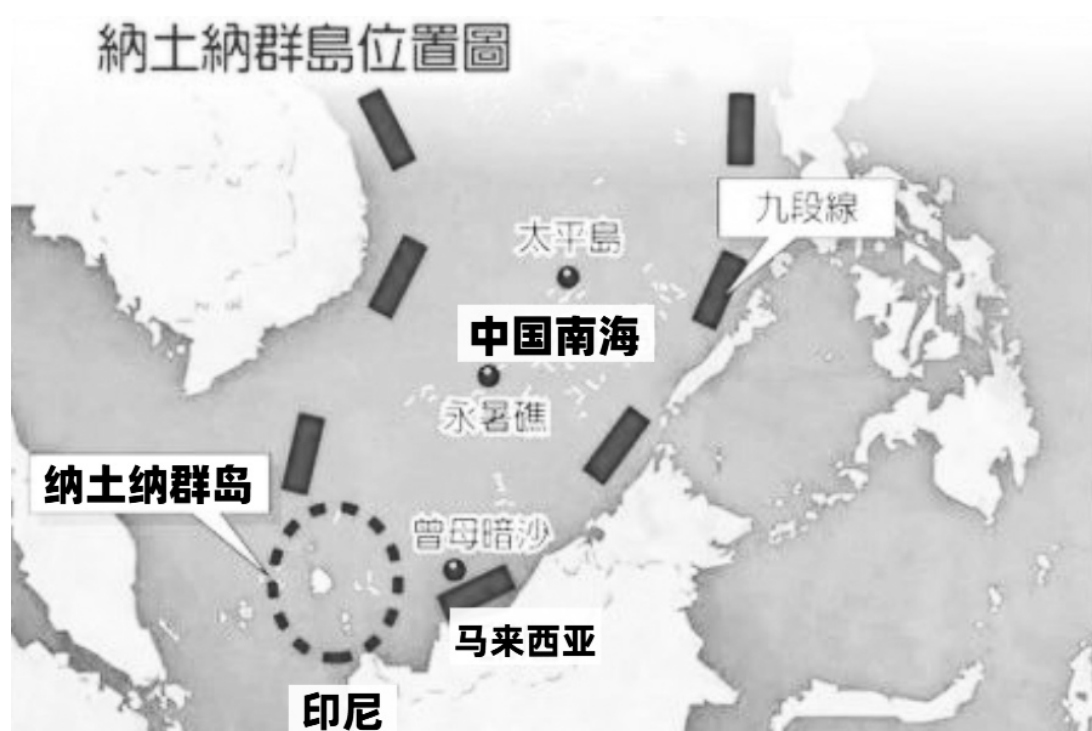 納土納群島位置圖
九段線
太平島
中国南海
永暑礁
纳土纳群岛
曾母暗沙
马来西亚
印尼